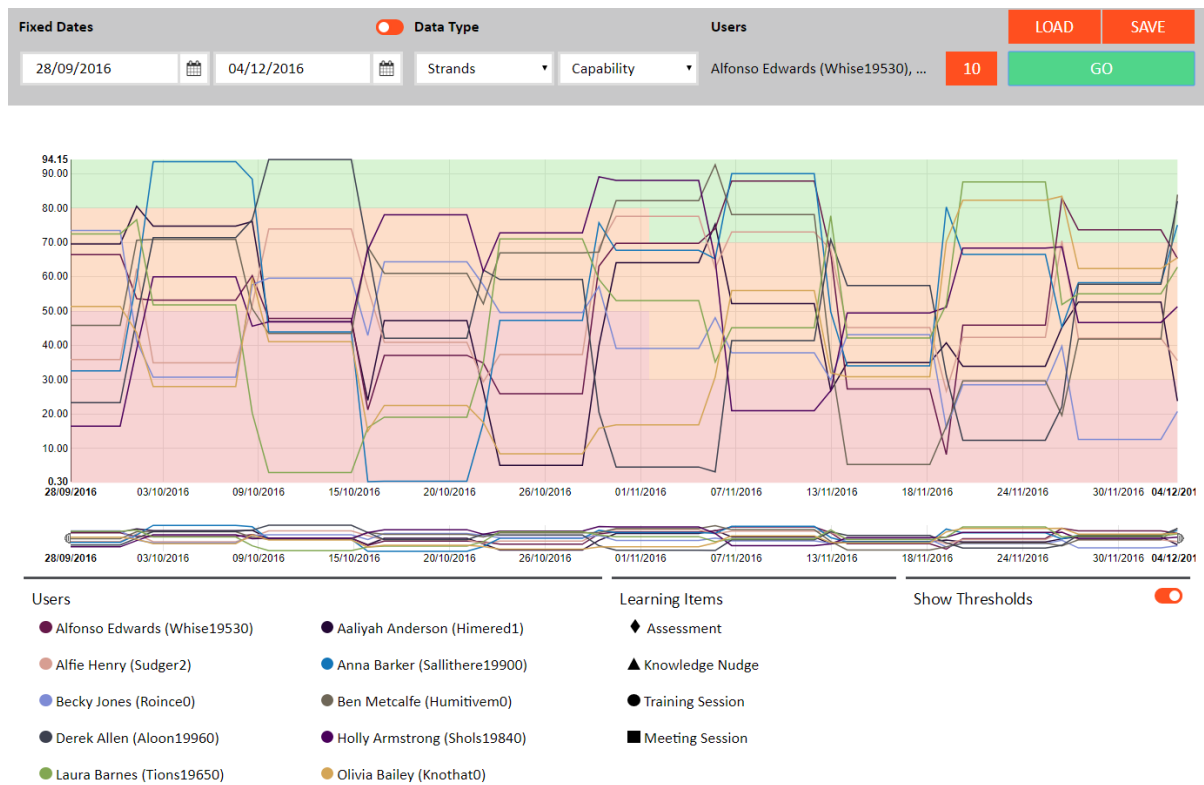 Fixed Dates Data Type Users LOAD SAVE
28/09/2016 04/12/2016 Strands Capability Alfonso Edwards (Whise19530), ... 10 GO
94.15
90.00
80.00
70.00
60.00
50.00
40.00
30.00
20.00
10.00
0.30
28/09/2016 03/10/2016 09/10/2016 15/10/2016 20/10/2016 26/10/2016 01/11/2016 07/11/2016 13/11/2016 18/11/2016 24/11/2016 30/11/2016 04/12/201
28/09/2016 03/10/2016 09/10/2016 15/10/2016 20/10/2016 26/10/2016 01/11/2016 07/11/2016 13/11/2016 18/11/2016 24/11/2016 30/11/2016 04/12/201
Users Learning Items Show Thresholds
Alfonso Edwards (Whise19530) Aaliyah Anderson (Himered1) Assessment
Alfie Henry (Sudger2) Anna Barker (Sallithere19900) Knowledge Nudge
Becky Jones (Roince0) Ben Metcalfe (Humitivem0) Training Session
Derek Allen (Aloon19960) Holly Armstrong (Shols19840) Meeting Session
Laura Barnes (Tions19650) Olivia Bailey (Knothat0)